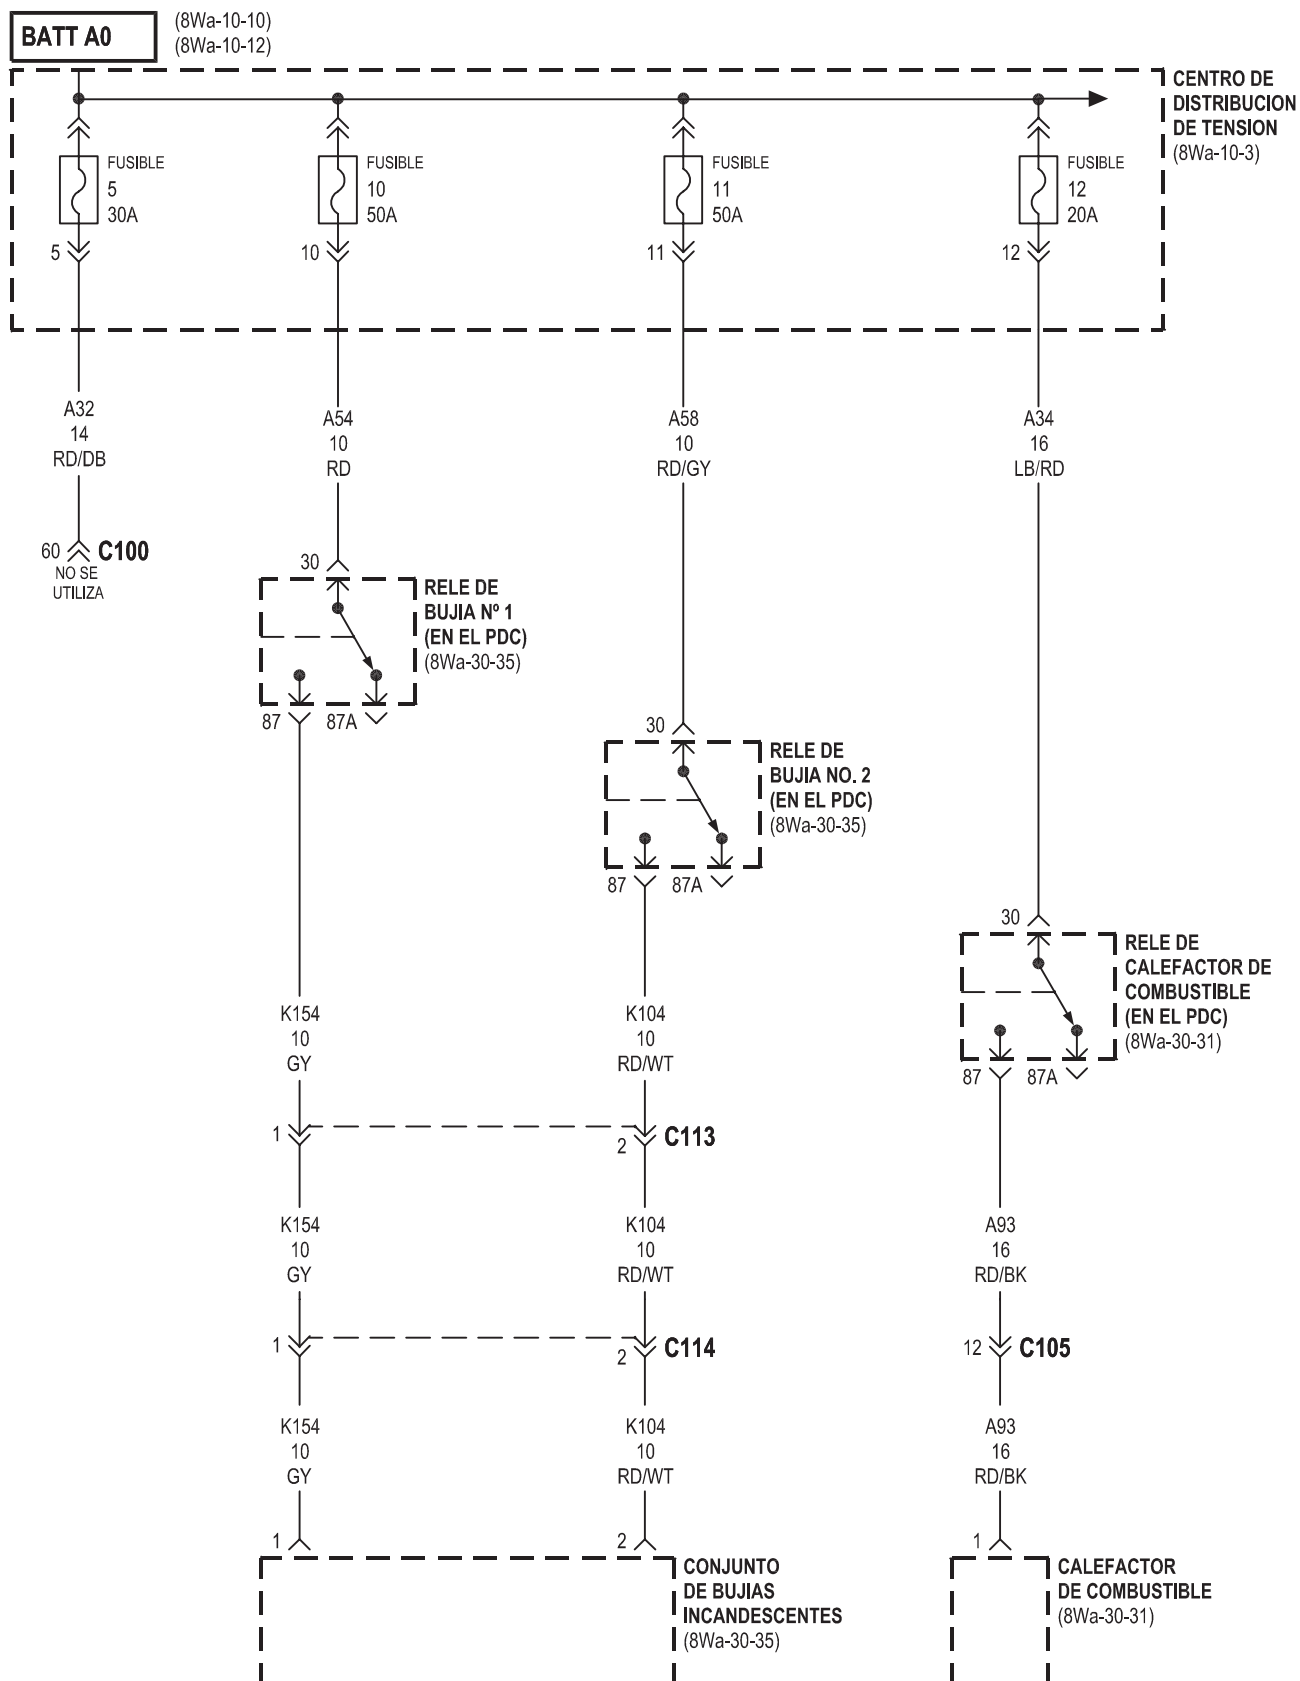 BATT A0
(8Wa-10-10)
(8Wa-10-12)
CENTRO DE
DISTRIBUCION
DE TENSION
(8Wa-10-3)
FUSIBLE
5
30A
5
FUSIBLE
10
50A
10
FUSIBLE
11
50A
11
FUSIBLE
12
20A
12
A32
14
RD/DB
A54
10
RD
A58
10
RD/GY
A34
16
LB/RD
60
C100
NO SE
UTILIZA
30
RELE DE
BUJIA Nº 1
(EN EL PDC)
(8Wa-30-35)
87
87A
30
RELE DE
BUJIA NO. 2
(EN EL PDC)
(8Wa-30-35)
87
87A
30
RELE DE
CALEFACTOR DE
COMBUSTIBLE
(EN EL PDC)
(8Wa-30-31)
87
87A
K154
10
GY
K104
10
RD/WT
1
2
C113
K154
10
GY
K104
10
RD/WT
A93
16
RD/BK
1
2
C114
12
C105
K154
10
GY
K104
10
RD/WT
A93
16
RD/BK
1
2
1
CONJUNTO
DE BUJIAS
INCANDESCENTES
(8Wa-30-35)
CALEFACTOR
DE COMBUSTIBLE
(8Wa-30-31)